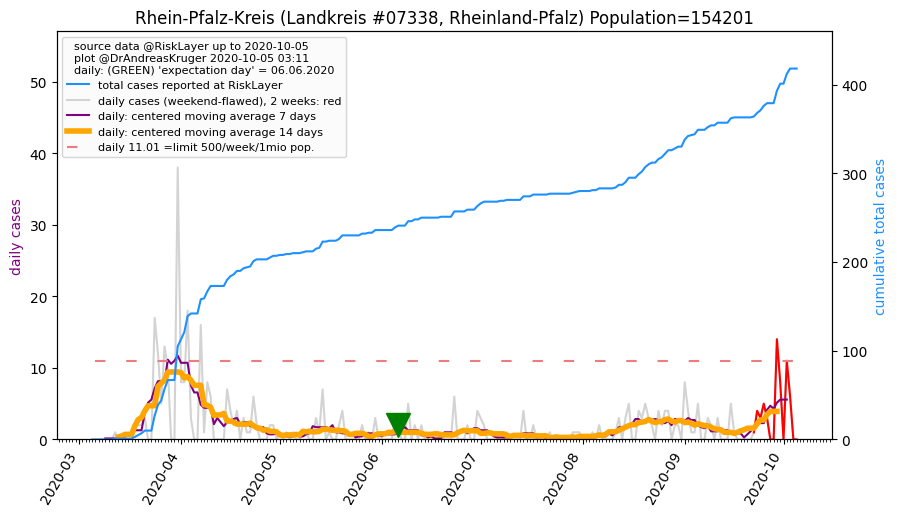 Rhein-Pfalz-Kreis (Landkreis #07338, Rheinland-Pfalz) Population=154201
source data @RiskLayer up to 2020-10-05
plot @DrAndreasKruger 2020-10-05 03:11
daily: (GREEN) 'expectation day' = 06.06.2020
total cases reported at RiskLayer
daily cases (weekend-flawed), 2 weeks: red
daily: centered moving average 7 days
daily: centered moving average 14 days
daily 11.01 =limit 500/week/1mio pop.
daily cases
50
40
30
20
10
0
cumulative total cases
400
300
200
100
0
2020-03
2020-04
2020-05
2020-06
2020-07
2020-08
2020-09
2020-10